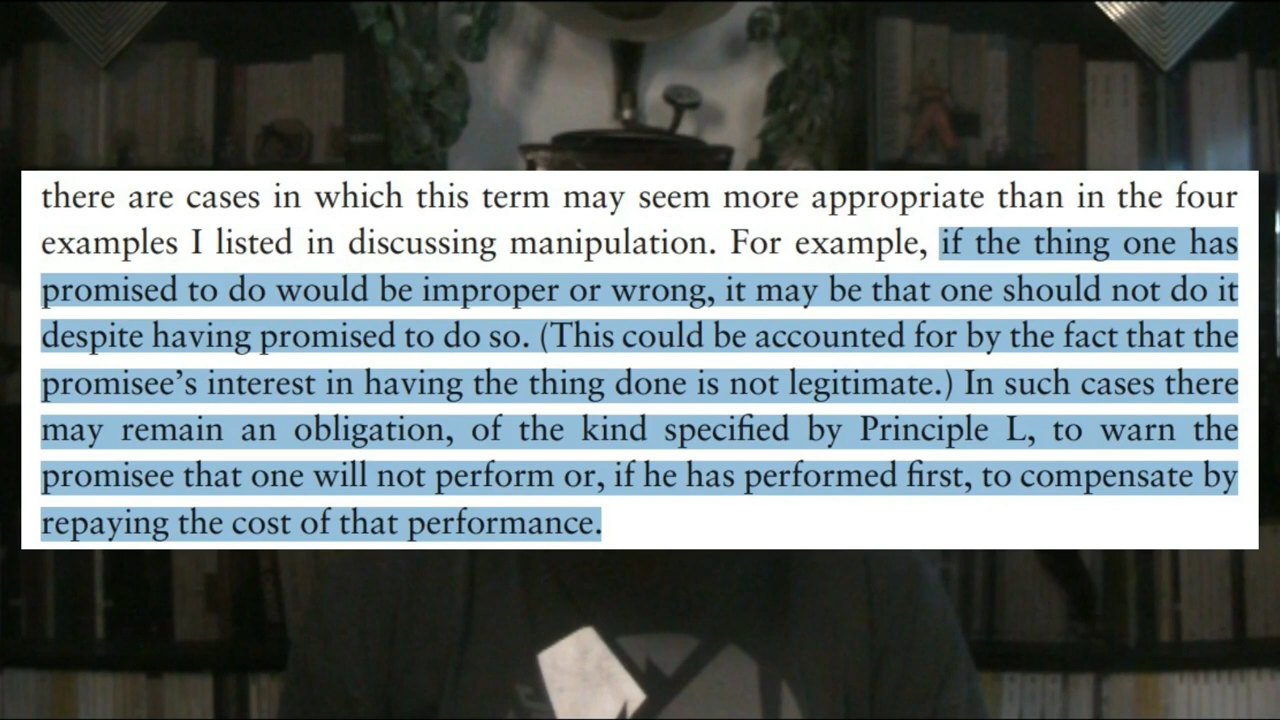 there are cases in which this term may seem more appropriate than in the four
examples I listed in discussing manipulation. For example, if the thing one has
promised to do would be improper or wrong, it may be that one should not do it
despite having promised to do so. (This could be accounted for by the fact that the
promisee’s interest in having the thing done is not legitimate.) In such cases there
may remain an obligation, of the kind specified by Principle L, to warn the
promisee that one will not perform or, if he has performed first, to compensate by
repaying the cost of that performance.